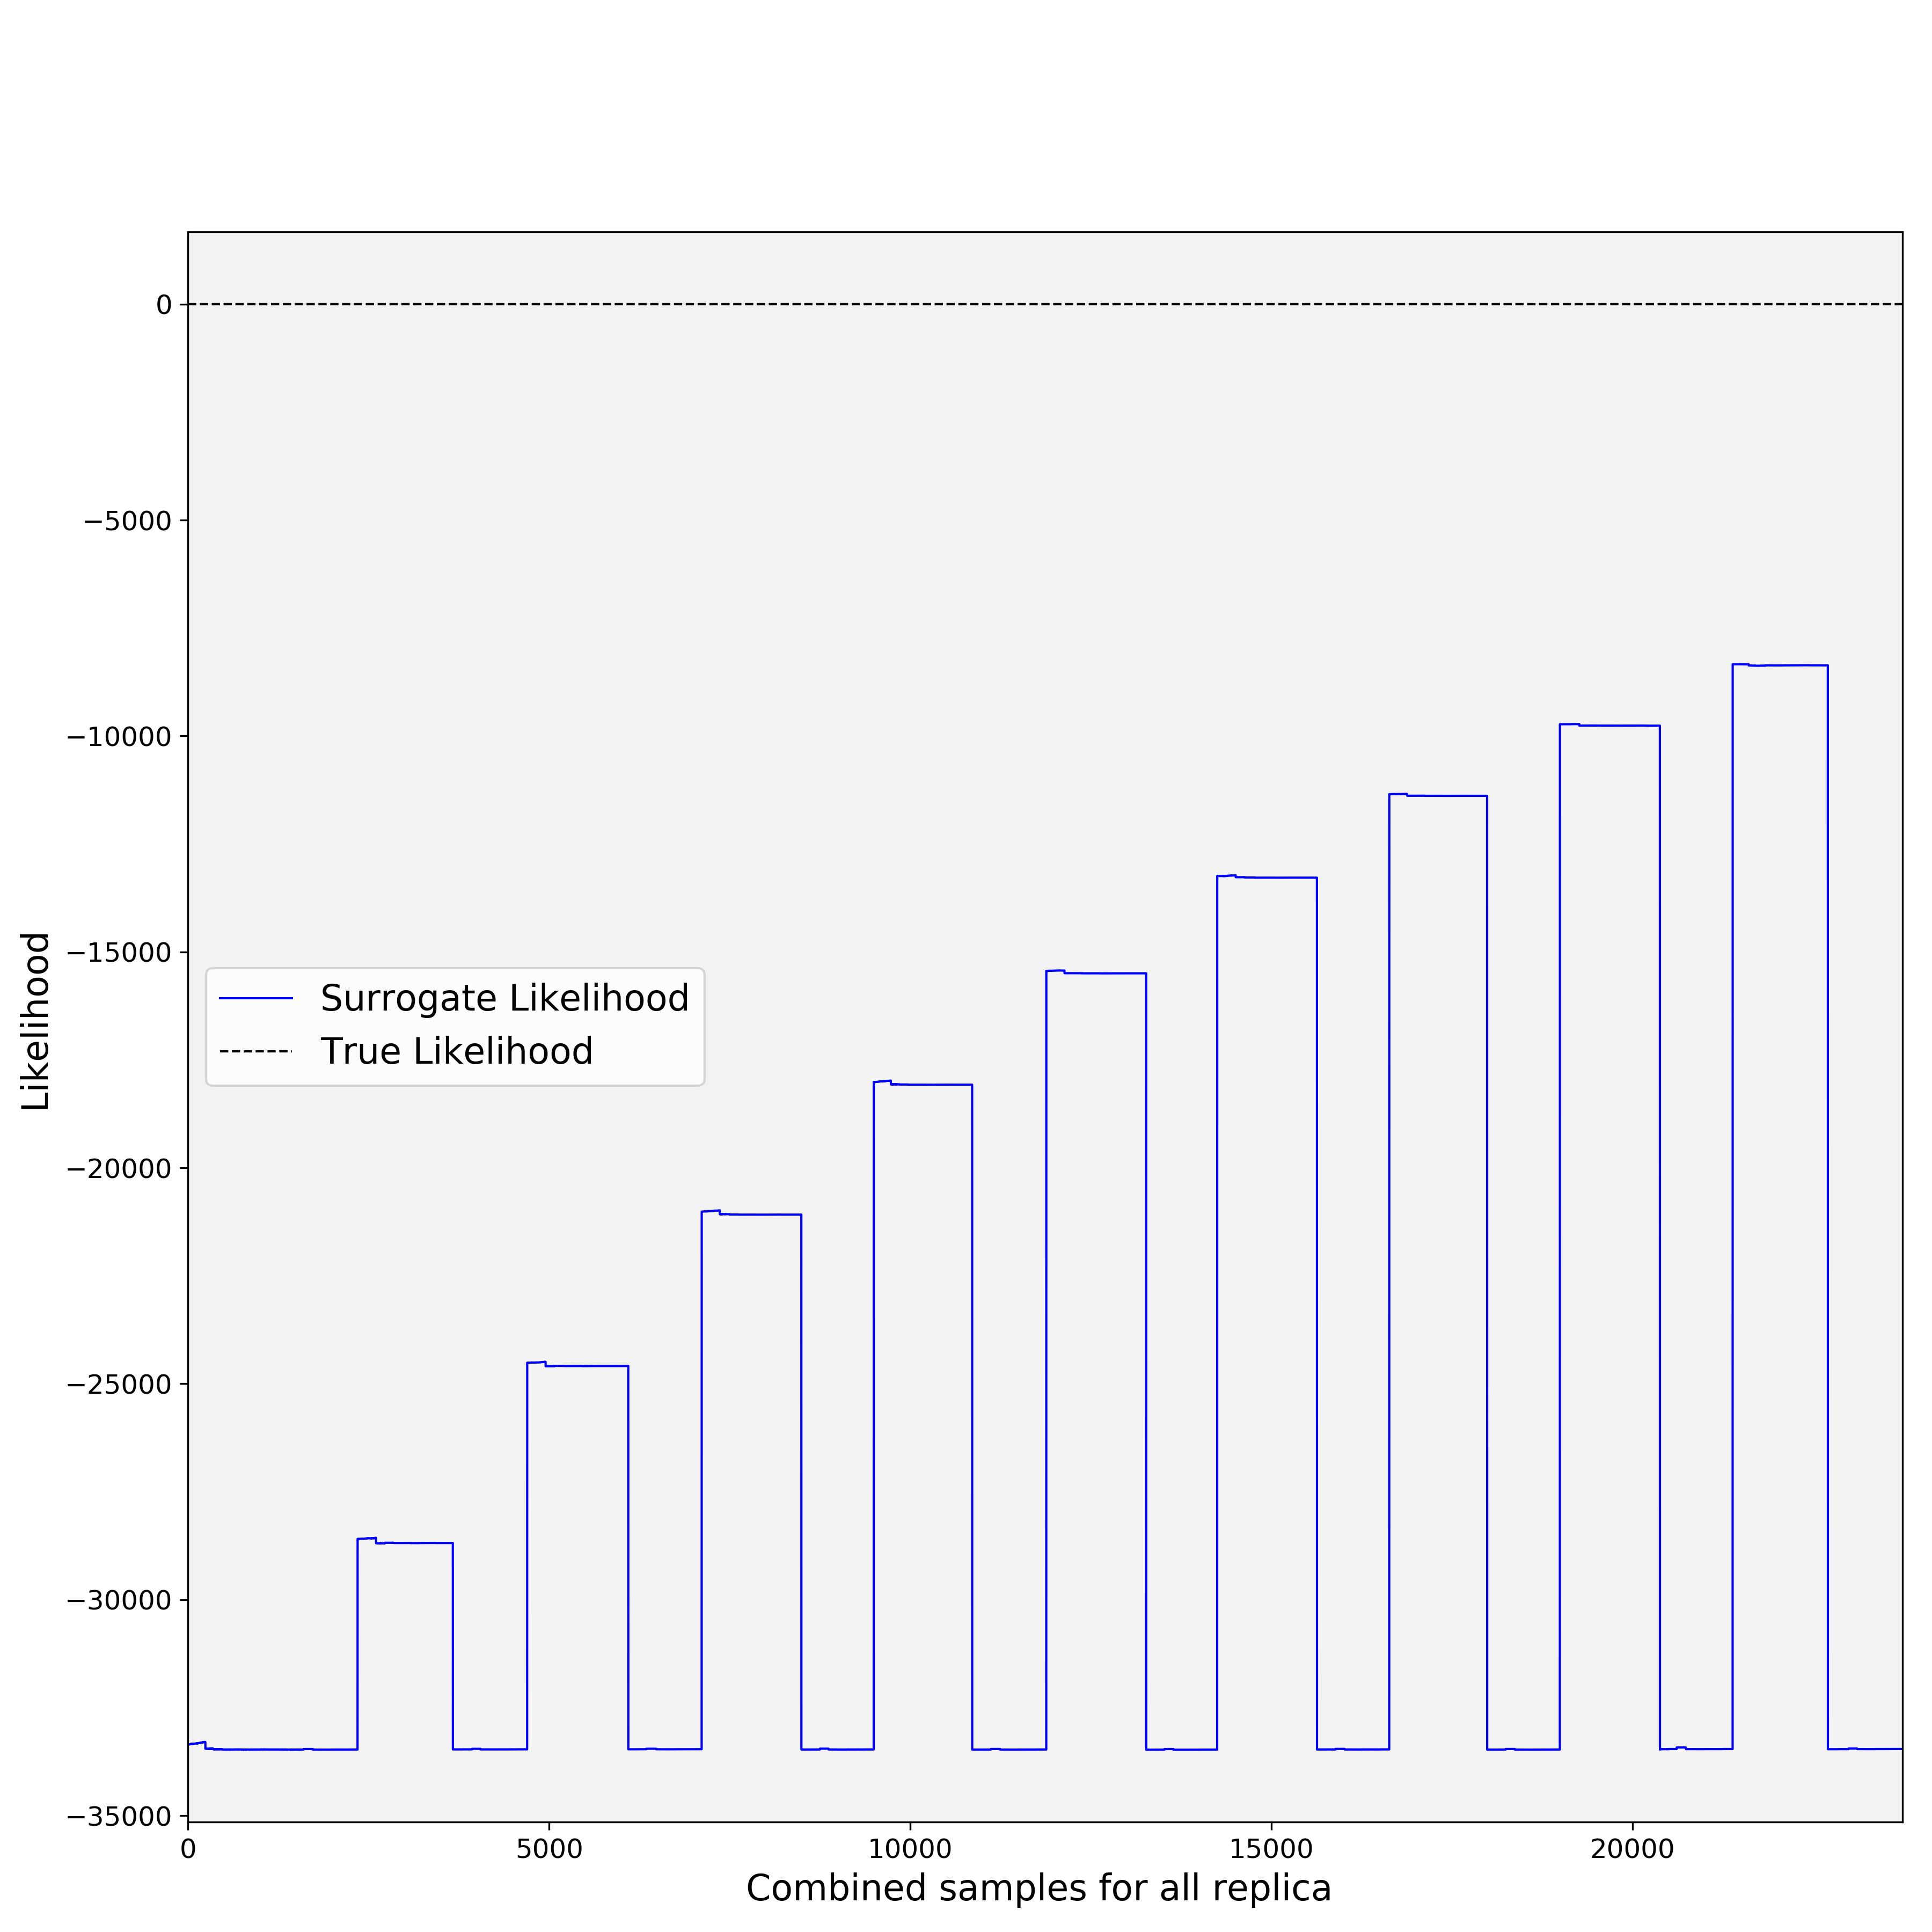 0
−5000
−10000
−15000
−20000
−25000
−30000
−35000
Likelihood
Surrogate Likelihood
True Likelihood
0 5000 10000 15000 20000
Combined samples for all replica